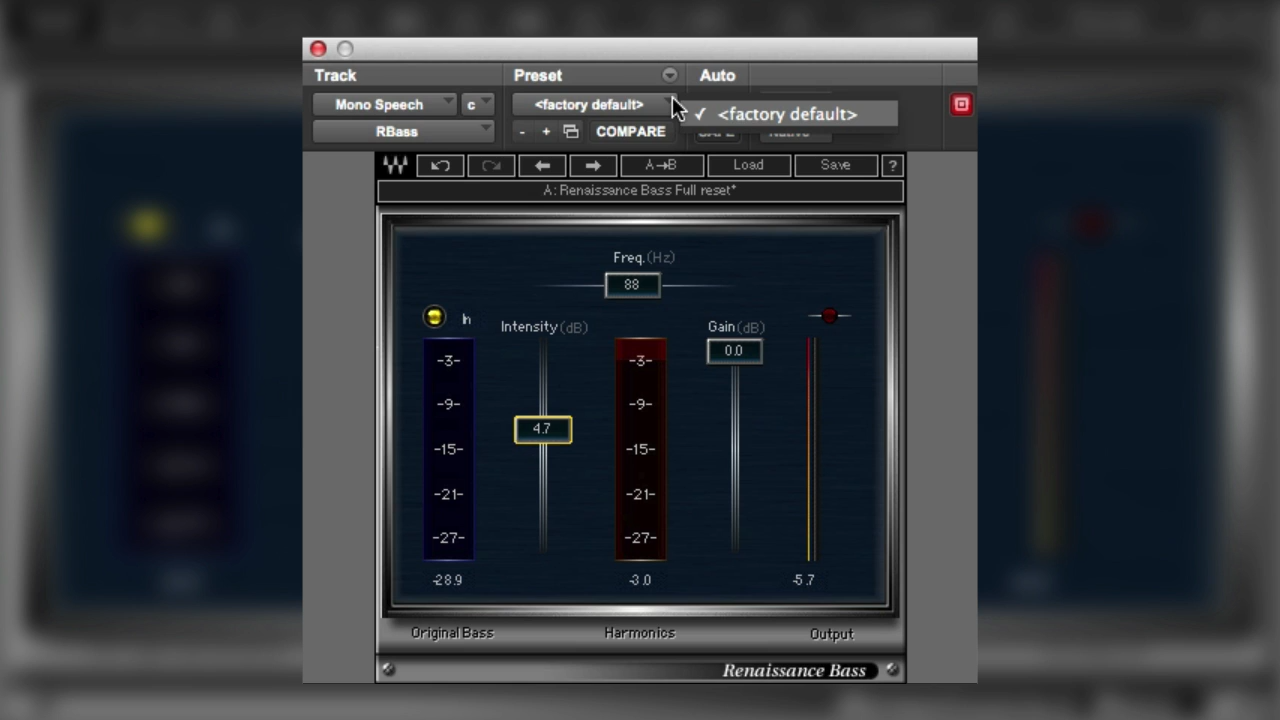 Track Preset Auto
Mono Speech c <factory default> ✓ <factory default>
RBass - + COMPARE
A→B Load Save ?
A: Renaissance Bass Full reset*
Freq. (Hz)
88
In Intensity (dB) Gain (dB)
-3- -3- 0.0
-9- -9-
4.7
-15- -15-
-21- -21-
-27- -27-
-28.9 -3.0 -5.7
Original Bass Harmonics Output
Renaissance Bass